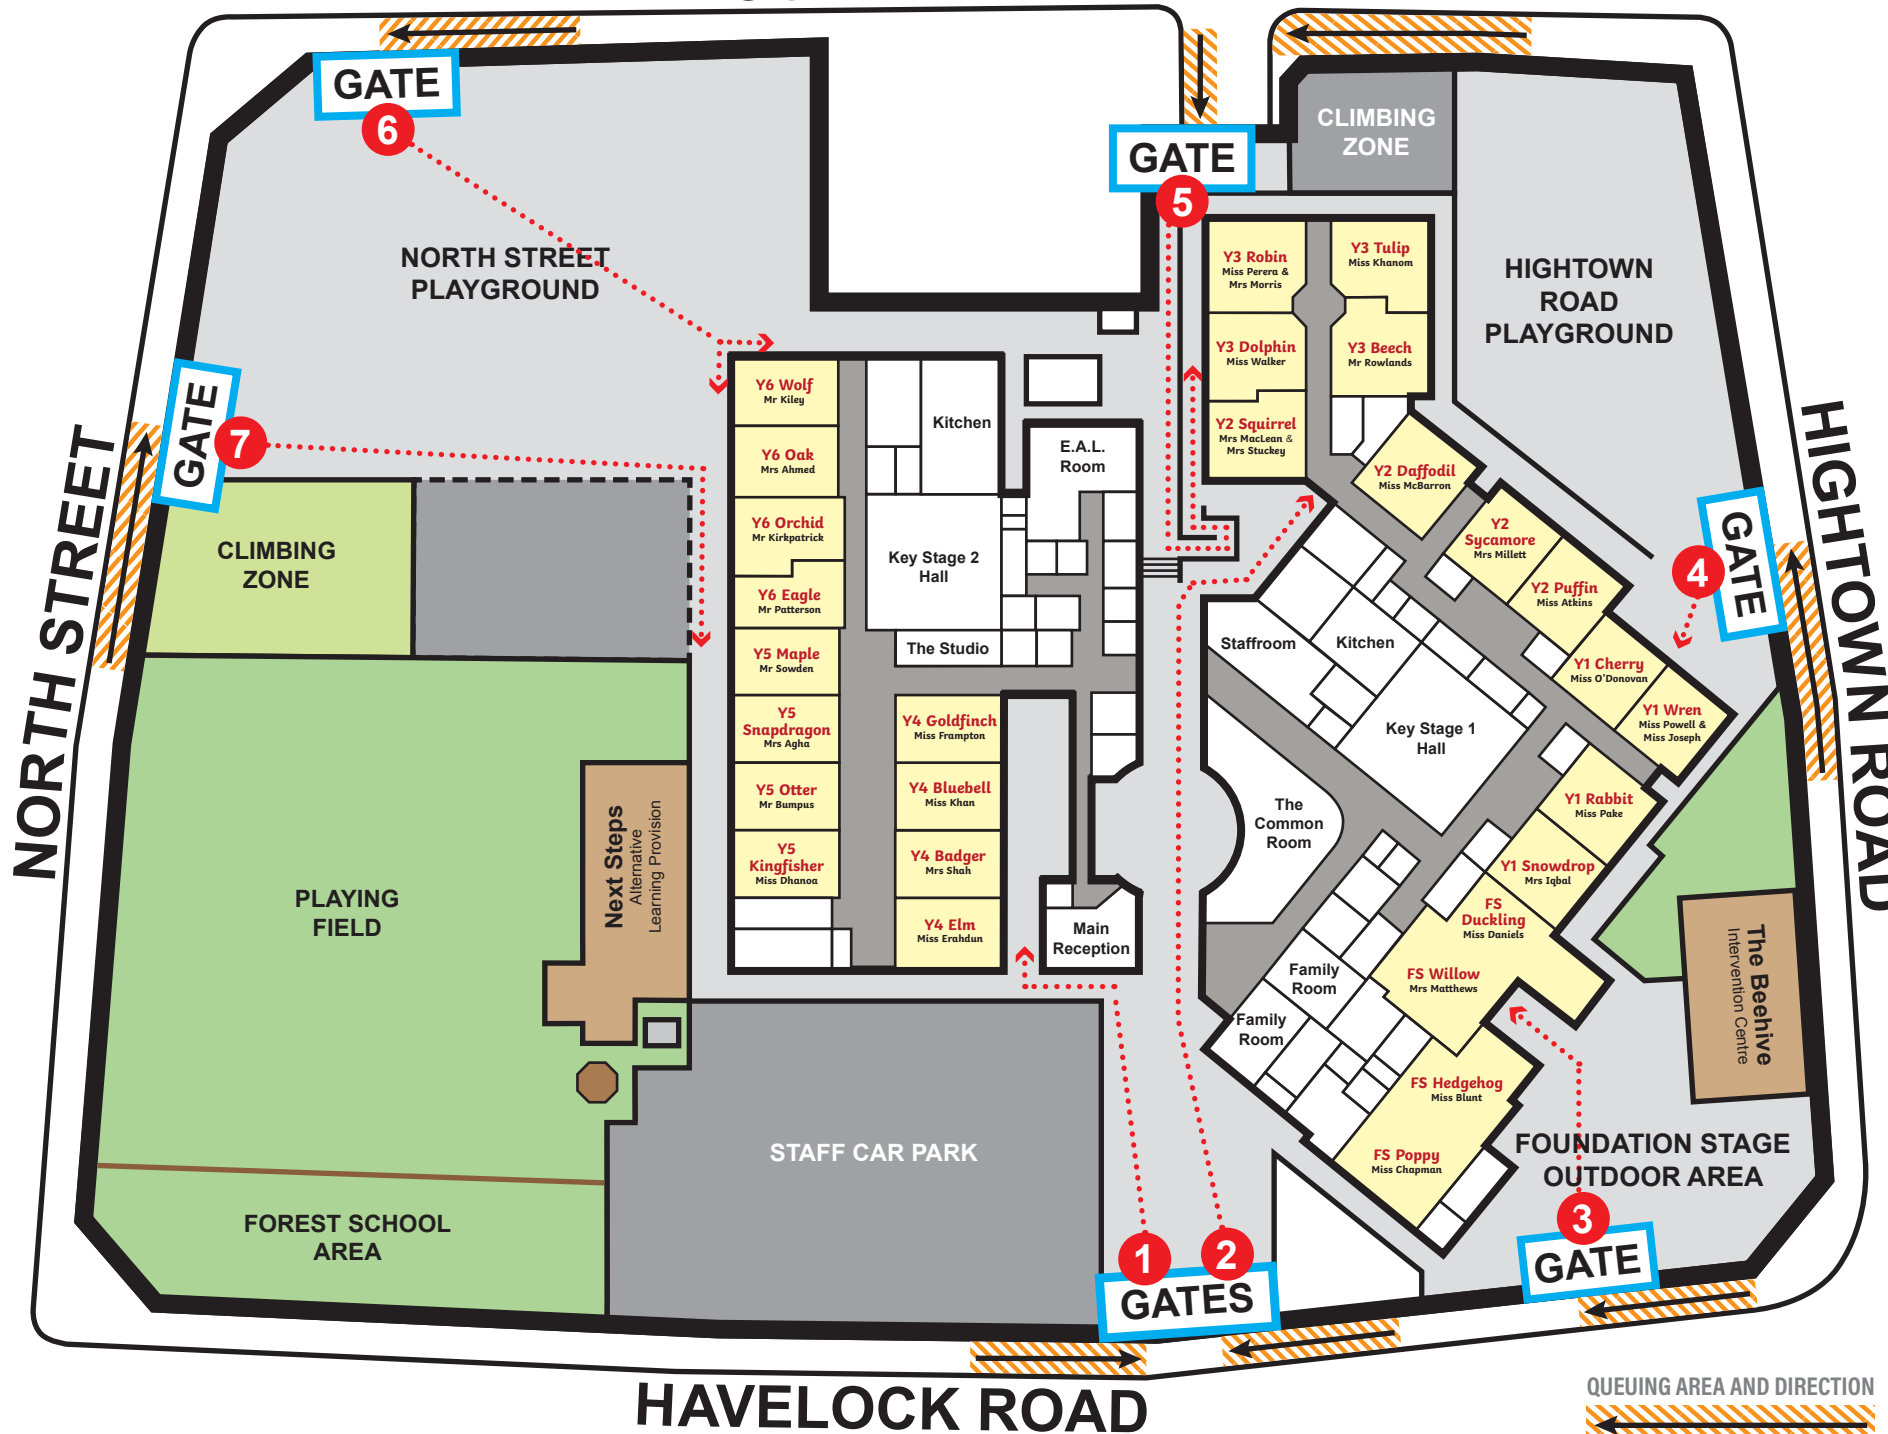 GATE
6
GATE
5
CLIMBING
ZONE
NORTH STREET
PLAYGROUND
HIGHTOWN
ROAD
PLAYGROUND
Y3 Robin
Miss Perera &
Mrs Morris
Y3 Tulip
Miss Khanom
Y3 Dolphin
Miss Walker
Y3 Beech
Mr Rowlands
Y2 Squirrel
Mrs MacLean &
Mrs Stuckey
Y2 Daffodil
Miss McBarron
Y2
Sycamore
Mrs Millett
Y2 Puffin
Miss Atkins
Y1 Cherry
Miss O'Donovan
Y1 Wren
Miss Powell &
Miss Joseph
GATE
7
GATE
4
NORTH STREET
HIGHTOWN ROAD
CLIMBING
ZONE
Y6 Wolf
Mr Kiley
Y6 Oak
Mrs Ahmed
Y6 Orchid
Mr Kirkpatrick
Y6 Eagle
Mr Patterson
Y5 Maple
Mr Sowden
Y5
Snapdragon
Mrs Agha
Y5 Otter
Mr Bumpus
Y5
Kingfisher
Miss Dhanoa
Kitchen
E.A.L.
Room
Key Stage 2
Hall
The Studio
Y4 Goldfinch
Miss Frampton
Y4 Bluebell
Miss Khan
Y4 Badger
Mrs Shah
Y4 Elm
Miss Erahdun
Main
Reception
Staffroom
Kitchen
Key Stage 1
Hall
The
Common
Room
Y1 Rabbit
Miss Pake
Y1 Snowdrop
Mrs Iqbal
FS
Duckling
Miss Daniels
FS Willow
Mrs Matthews
Family
Room
Family
Room
FS Hedgehog
Miss Blunt
FS Poppy
Miss Chapman
Next Steps
Alternative
Learning Provision
The Beehive
Intervention Centre
PLAYING
FIELD
STAFF CAR PARK
FOREST SCHOOL
AREA
FOUNDATION STAGE
OUTDOOR AREA
1
2
GATES
3
GATE
HAVELOCK ROAD
QUEUING AREA AND DIRECTION